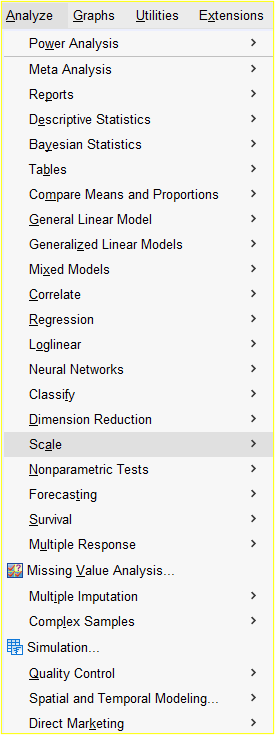 Analyze Graphs Utilities Extensions
Power Analysis
Meta Analysis
Reports
Descriptive Statistics
Bayesian Statistics
Tables
Compare Means and Proportions
General Linear Model
Generalized Linear Models
Mixed Models
Correlate
Regression
Loglinear
Neural Networks
Classify
Dimension Reduction
Scale
Nonparametric Tests
Forecasting
Survival
Multiple Response
Missing Value Analysis...
Multiple Imputation
Complex Samples
Simulation...
Quality Control
Spatial and Temporal Modeling...
Direct Marketing